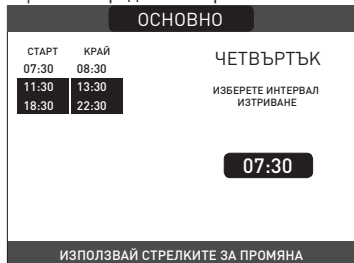 ОСНОВНО
СТАРТ КРАЙ
07:30 08:30
11:30 13:30
18:30 22:30
ЧЕТВЪРТЪК
ИЗБЕРЕТЕ ИНТЕРВАЛ
ИЗТРИВАНЕ
07:30
ИЗПОЛЗВАЙ СТРЕЛКИТЕ ЗА ПРОМЯНА